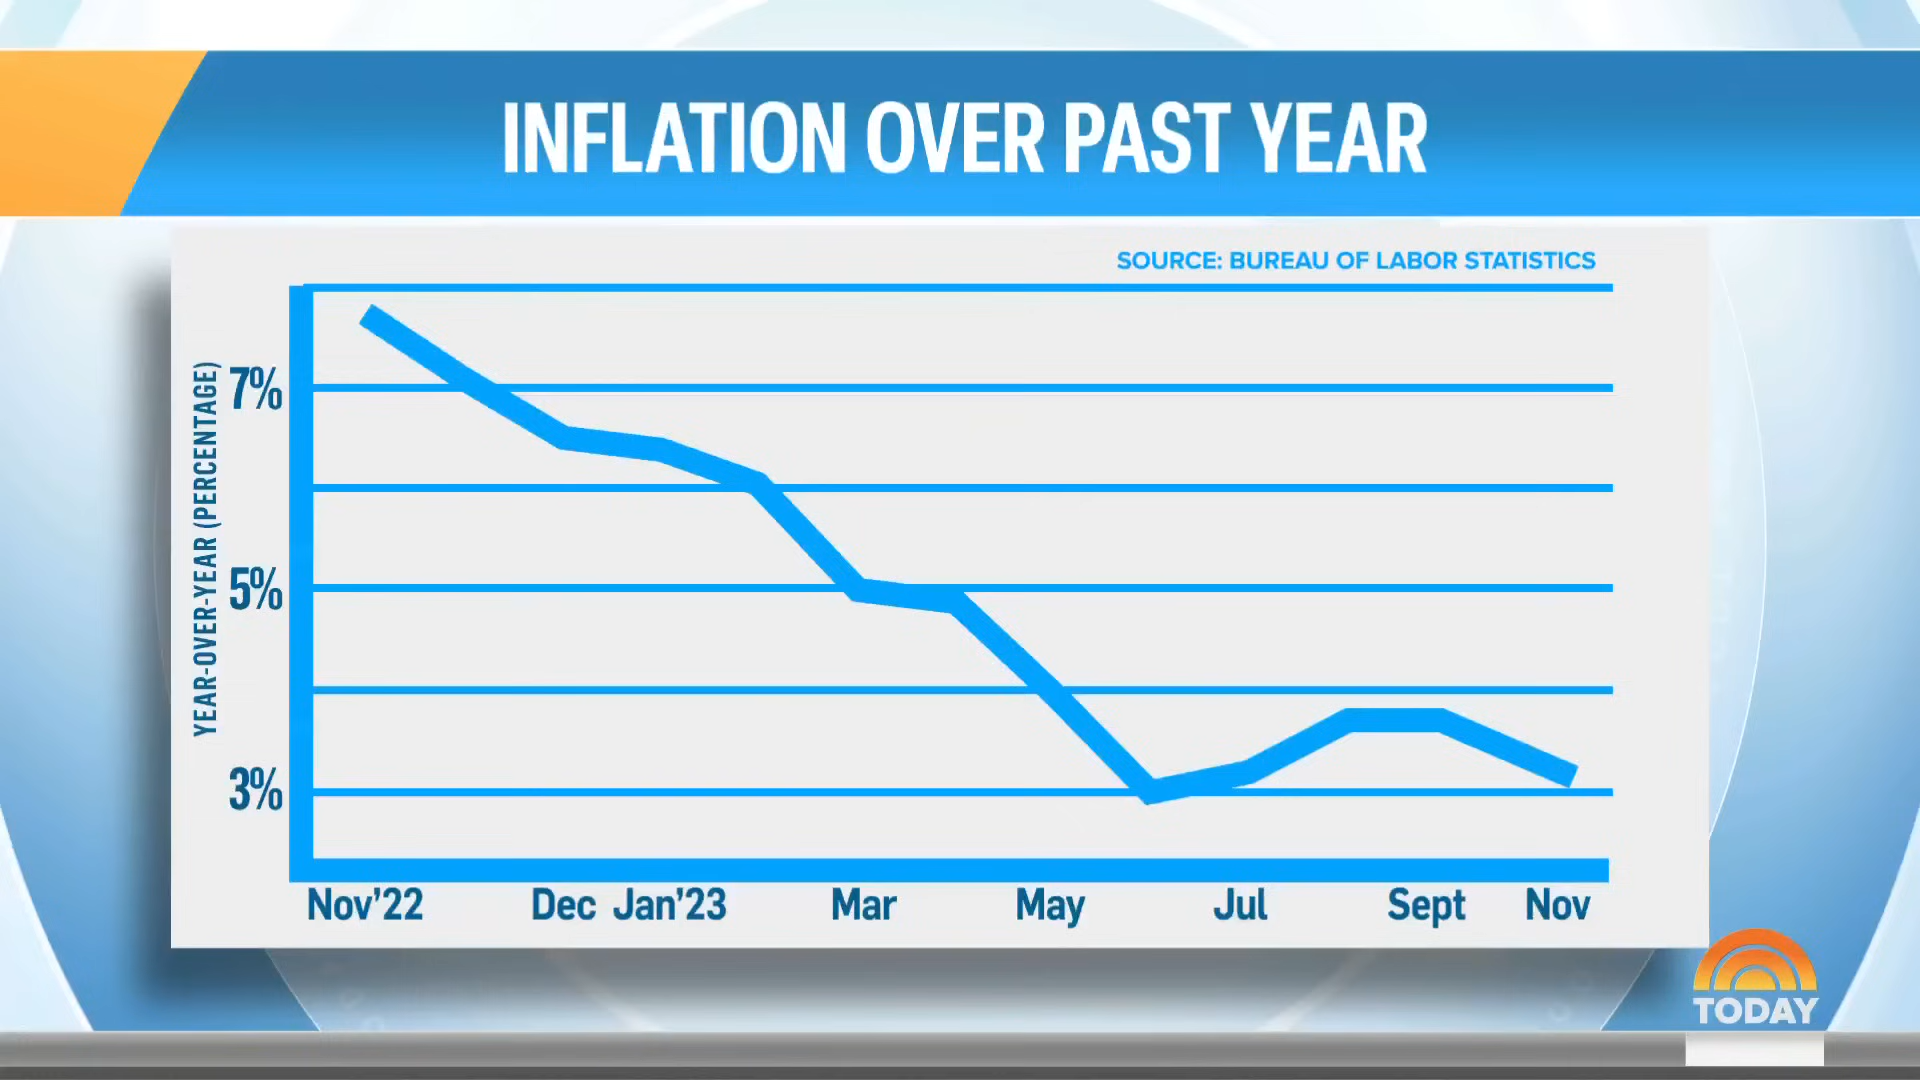 INFLATION OVER PAST YEAR
SOURCE: BUREAU OF LABOR STATISTICS
YEAR-OVER-YEAR (PERCENTAGE)
7%
5%
3%
Nov’22 Dec Jan’23 Mar May Jul Sept Nov
TODAY